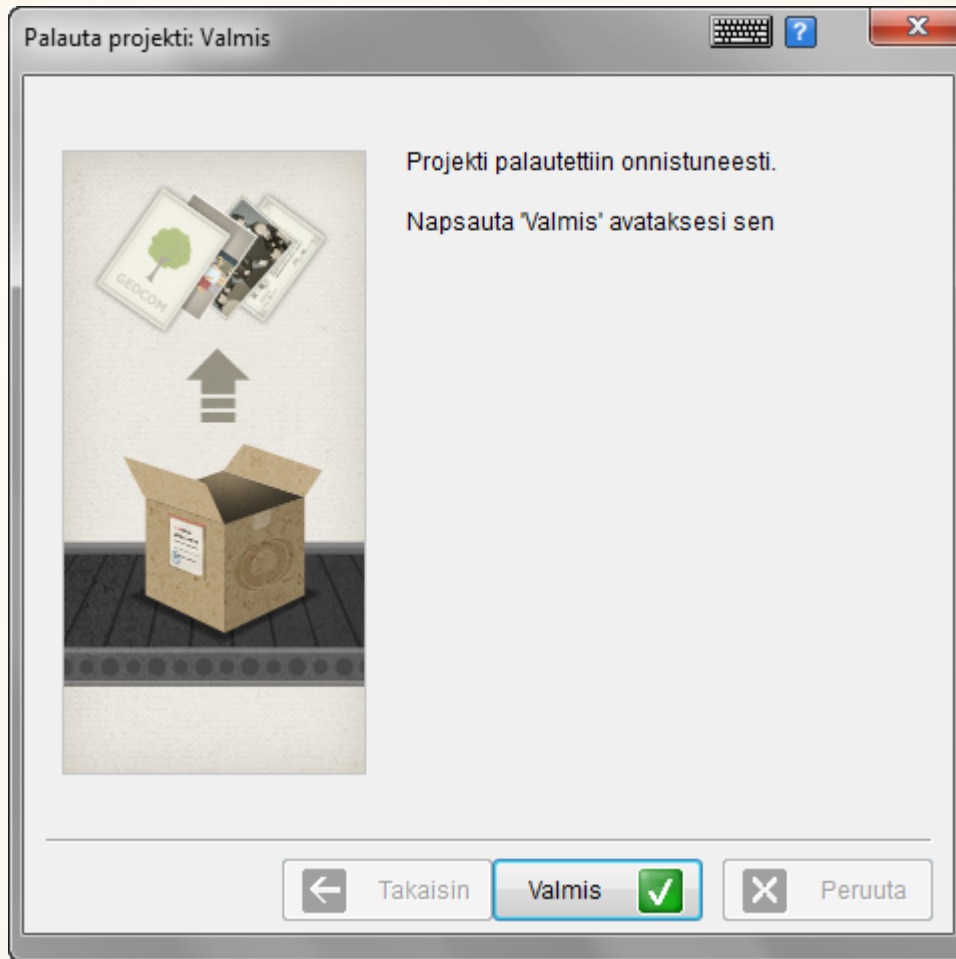 Palauta projekti: Valmis
?
Projekti palautettiin onnistuneesti.
Napsauta 'Valmis' avataksesi sen
GEDCOM
Takaisin
Valmis
Peruuta